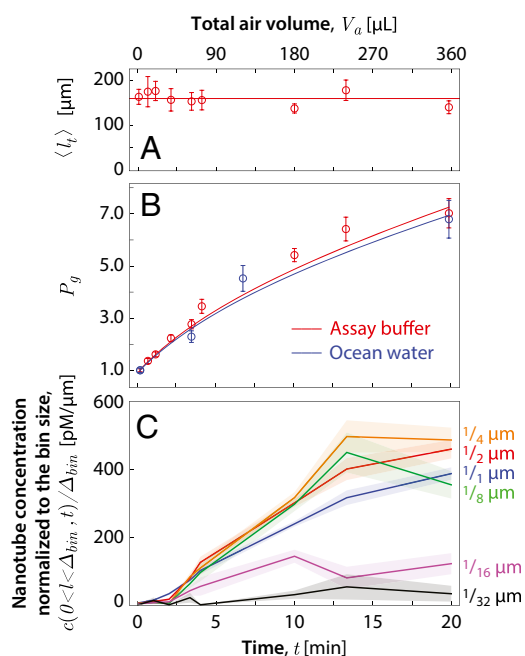 Total air volume, Vₐ [µL]
0 90 180 270 360
⟨lₜ⟩ [µm]
200
100
0
A
B
P_g
7.0
5.0
3.0
1.0
Assay buffer
Ocean water
C
Nanotube concentration
normalized to the bin size,
c(0<l<Δ_bin, t)/Δ_bin [pM/µm]
600
400
200
0
1/4 µm
1/2 µm
1/1 µm
1/8 µm
1/16 µm
1/32 µm
0 5 10 15 20
Time, t [min]